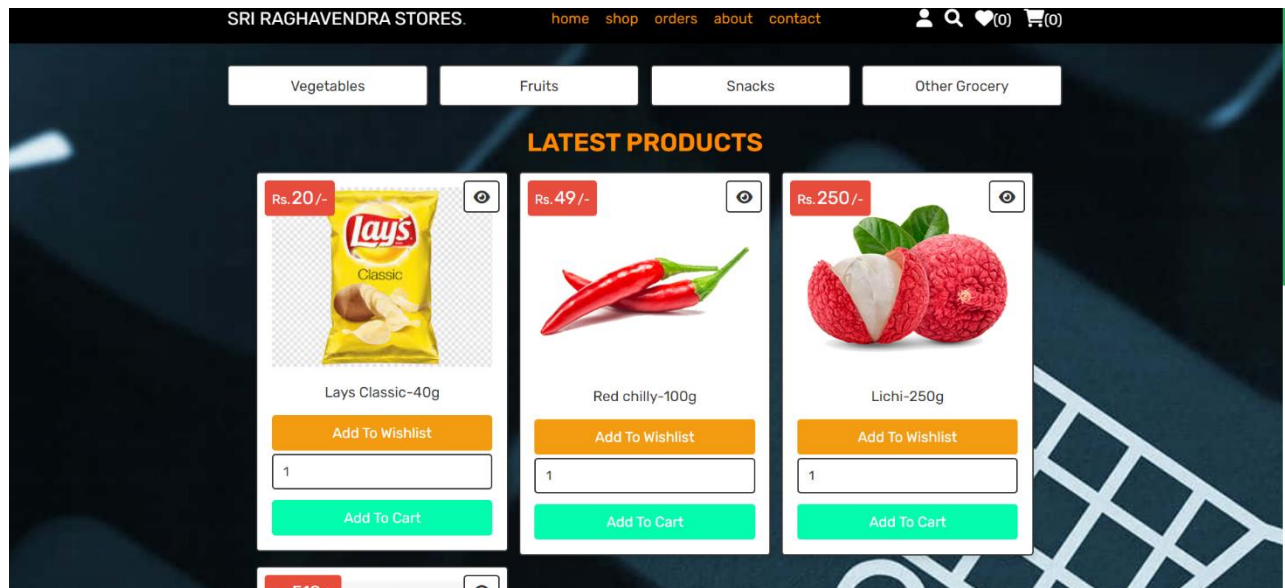 SRI RAGHAVENDRA STORES.
home shop orders about contact
(0) (0)
Vegetables Fruits Snacks Other Grocery
LATEST PRODUCTS
Rs.20/-
Lay's
Classic
Lays Classic-40g
Add To Wishlist
1
Add To Cart
Rs.49/-
Red chilly-100g
Add To Wishlist
1
Add To Cart
Rs.250/-
Lichi-250g
Add To Wishlist
1
Add To Cart